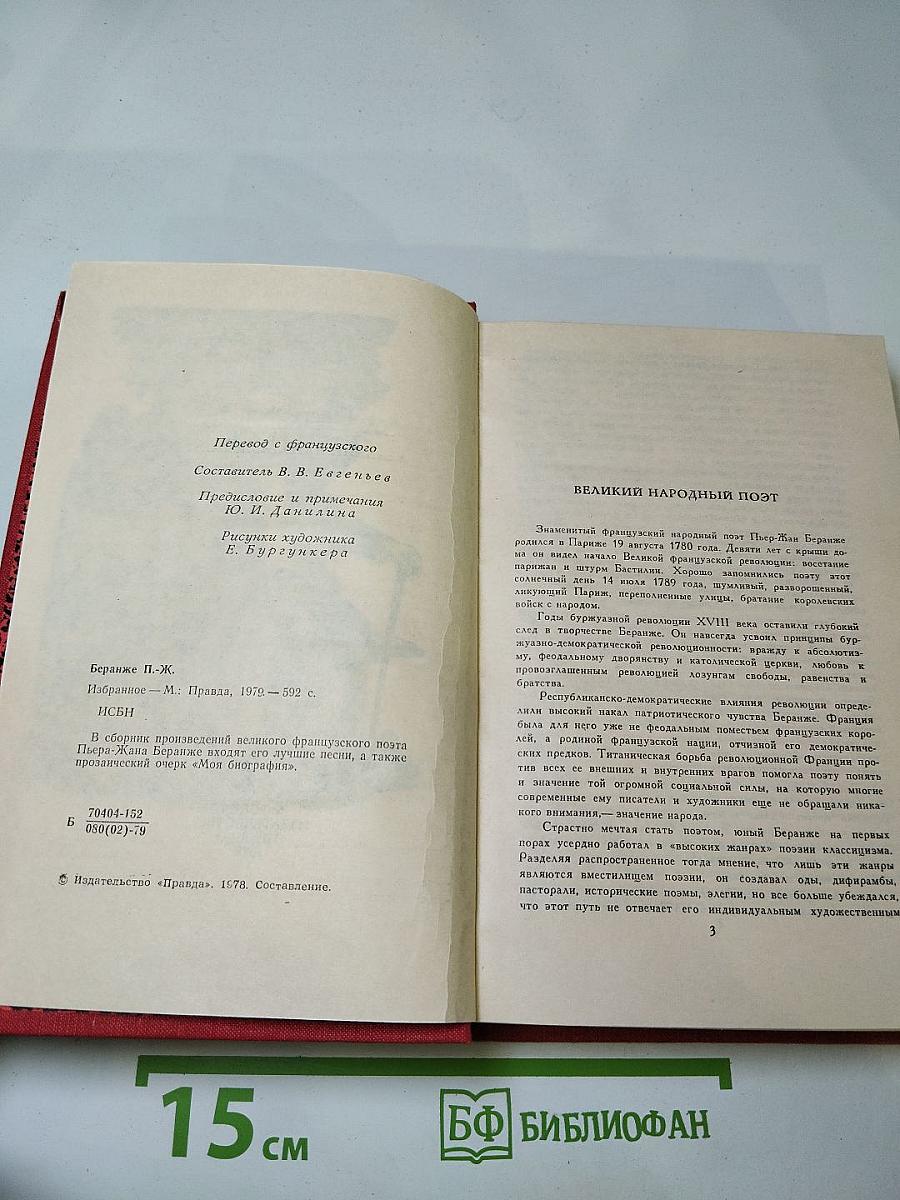 Перевод с французского
Составитель В. В. Евгеньев
Предисловие и примечания
Ю. И. Данилина
Рисунки художника
Е. Бургункера
Беранже П.-Ж.
Избранное — М.: Правда, 1979. — 592 с.
ИСБН
В сборник произведений великого французского поэта
Пьера-Жана Беранже входят его лучшие песни, а также
прозаический очерк «Моя биография».
Б 70404-152
080(02)-79
© Издательство «Правда». 1978. Составление.
ВЕЛИКИЙ НАРОДНЫЙ ПОЭТ
Знаменитый французский народный поэт Пьер-Жан Беранже
родился в Париже 19 августа 1780 года. Девяти лет с крыши до-
ма он видел начало Великой французской революции: восстание
парижан и штурм Бастилии. Хорошо запомнились поэту этот
солнечный день 14 июля 1789 года, шумливый, развороченный,
ликующий Париж, переполненные улицы, братание королевских
войск с народом.
Годы буржуазной революции XVIII века оставили глубокий
след в творчестве Беранже. Он навсегда усвоил принципы бур-
жуазно-демократической революционности: вражду к абсолютиз-
му, феодальному дворянству и католической церкви, любовь к
провозглашенным революцией лозунгам свободы, равенства и
братства.
Республиканско-демократические влияния революции опреде-
лили высокий накал патриотического чувства Беранже. Франция
была для него уже не феодальным поместьем французских коро-
лей, а родиной французской нации, отчизной его демократиче-
ских предков. Титаническая борьба революционной Франции про-
тив всех ее внешних и внутренних врагов помогла поэту понять
и значение той огромной социальной силы, на которую многие
современные ему писатели и художники еще не обращали ника-
кого внимания,— значение народа.
Страстно мечтая стать поэтом, юный Беранже на первых
порах усердно работал в «высоких жанрах» поэзии классицизма.
Разделяя распространенное тогда мнение, что лишь эти жанры
являются вместилищем поэзии, он создавал оды, дифирамбы,
пасторали, исторические поэмы, элегии, но все больше убеждался,
что этот путь не отвечает его индивидуальным художественным
3
15 см
БФ БИБЛИОФАН